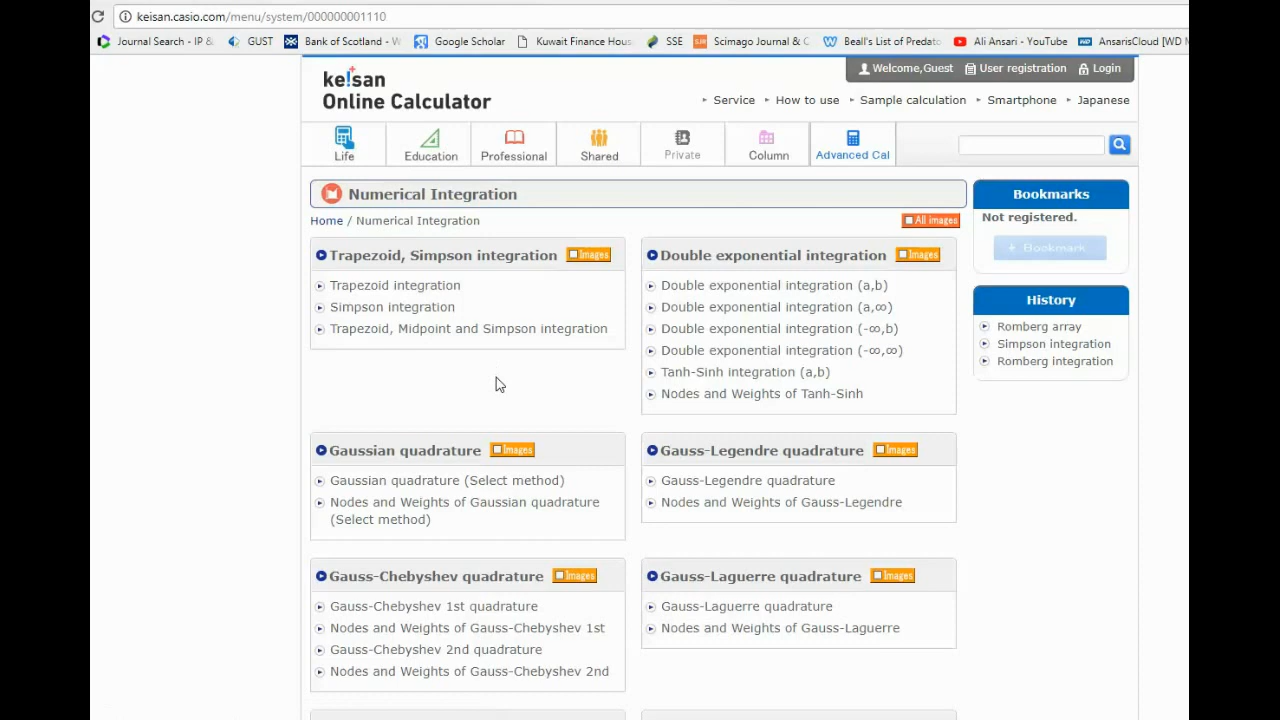 keisan.casio.com/menu/system/000000001110
Journal Search - IP &
GUST
Bank of Scotland - W
Google Scholar
Kuwait Finance Hous
SSE
Scimago Journal & C
Beall's List of Predato
Ali Ansari - YouTube
AnsarisCloud [WD M
Welcome,Guest
User registration
Login
ke!san
Online Calculator
Service
How to use
Sample calculation
Smartphone
Japanese
Life
Education
Professional
Shared
Private
Column
Advanced Cal
Numerical Integration
Home / Numerical Integration
All images
Trapezoid, Simpson integration
Images
Trapezoid integration
Simpson integration
Trapezoid, Midpoint and Simpson integration
Double exponential integration
Images
Double exponential integration (a,b)
Double exponential integration (a,∞)
Double exponential integration (-∞,b)
Double exponential integration (-∞,∞)
Tanh-Sinh integration (a,b)
Nodes and Weights of Tanh-Sinh
Gaussian quadrature
Images
Gaussian quadrature (Select method)
Nodes and Weights of Gaussian quadrature
(Select method)
Gauss-Legendre quadrature
Images
Gauss-Legendre quadrature
Nodes and Weights of Gauss-Legendre
Gauss-Chebyshev quadrature
Images
Gauss-Chebyshev 1st quadrature
Nodes and Weights of Gauss-Chebyshev 1st
Gauss-Chebyshev 2nd quadrature
Nodes and Weights of Gauss-Chebyshev 2nd
Gauss-Laguerre quadrature
Images
Gauss-Laguerre quadrature
Nodes and Weights of Gauss-Laguerre
Bookmarks
Not registered.
+ Bookmark
History
Romberg array
Simpson integration
Romberg integration